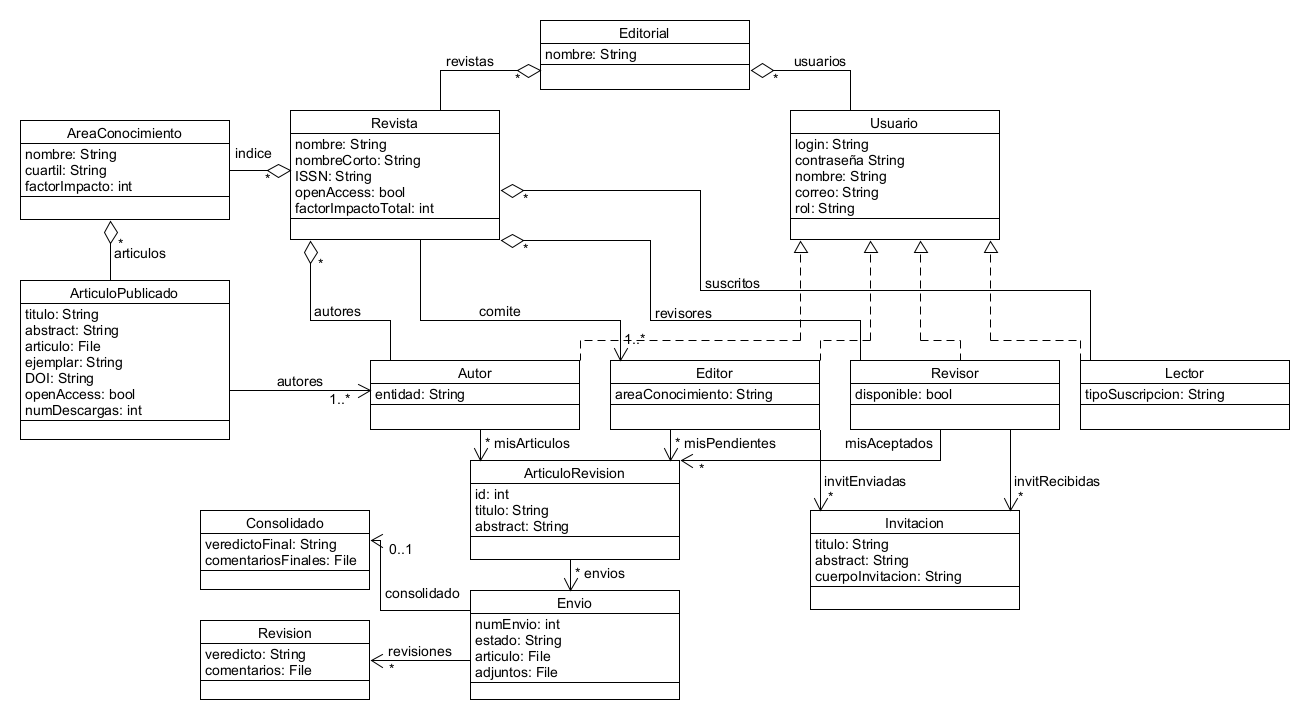 Editorial
nombre: String
revistas
*
usuarios
*
AreaConocimiento
nombre: String
cuartil: String
factorImpacto: int
indice
*
Revista
nombre: String
nombreCorto: String
ISSN: String
openAccess: bool
factorImpactoTotal: int
Usuario
login: String
contraseña String
nombre: String
correo: String
rol: String
*
*
*
*
articulos
suscritos
ArticuloPublicado
titulo: String
abstract: String
articulo: File
ejemplar: String
DOI: String
openAccess: bool
numDescargas: int
autores
comite
revisores
1..*
autores
1..*
Autor
entidad: String
Editor
areaConocimiento: String
Revisor
disponible: bool
Lector
tipoSuscripcion: String
* misArticulos
* misPendientes
misAceptados
*
ArticuloRevision
id: int
titulo: String
abstract: String
invitEnviadas
*
invitRecibidas
*
Consolidado
veredictoFinal: String
comentariosFinales: File
0..1
Invitacion
titulo: String
abstract: String
cuerpoInvitacion: String
* envios
consolidado
Envio
numEnvio: int
estado: String
articulo: File
adjuntos: File
Revision
veredicto: String
comentarios: File
revisiones
*